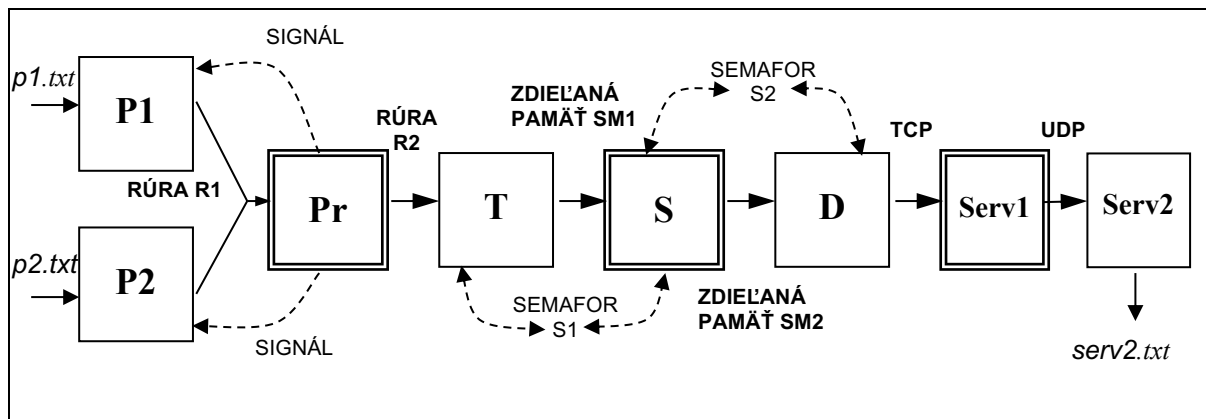 SIGNÁL
p1.txt
P1
RÚRA R1
p2.txt
P2
SIGNÁL
Pr
RÚRA
R2
T
SEMAFOR
S1
ZDIEĽANÁ
PAMÄŤ SM1
S
SEMAFOR
S2
ZDIEĽANÁ
PAMÄŤ SM2
D
TCP
Serv1
UDP
Serv2
serv2.txt